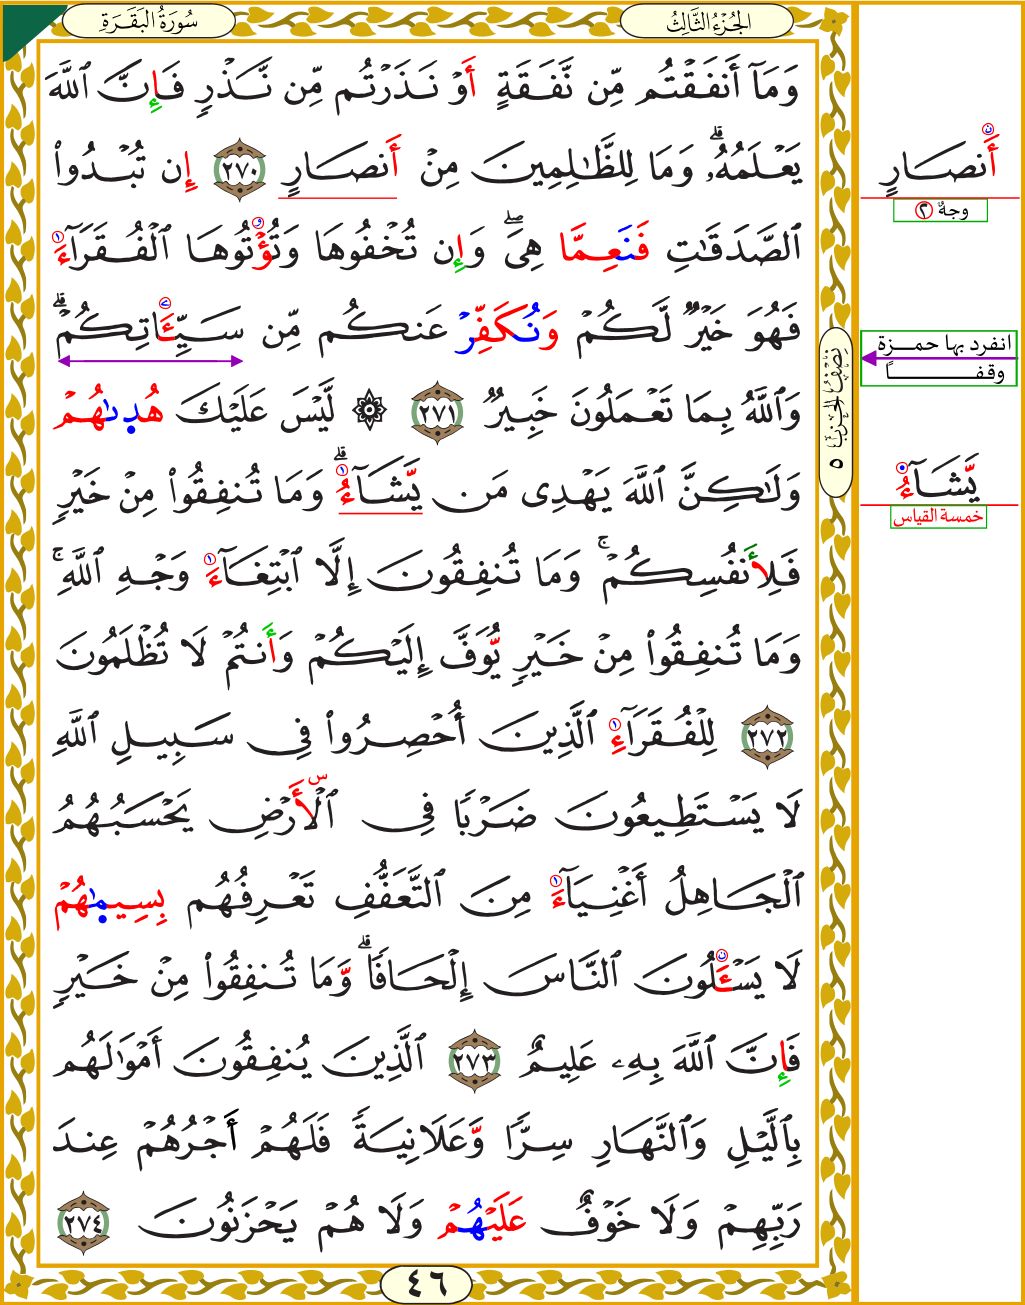 الجُزْءُ الثَّالِثُ
سُورَةُ البَقَرَةِ
وَمَآ أَنفَقْتُم مِّن نَّفَقَةٍ أَوْ نَذَرْتُم مِّن نَّذْرٍ فَإِنَّ ٱللَّهَ
يَعْلَمُهُۥۗ وَمَا لِلظَّٰلِمِينَ مِنْ أَنصَارٍ ٢٧٠ إِن تُبْدُوا۟
ٱلصَّدَقَٰتِ فَنَعِمَّا هِىَۖ وَإِن تُخْفُوهَا وَتُؤْتُوهَا ٱلْفُقَرَآءَ
فَهُوَ خَيْرٌ لَّكُمْ وَنُكَفِّرْ عَنكُم مِّن سَيِّـَٔاتِكُمْۗ
وَٱللَّهُ بِمَا تَعْمَلُونَ خَبِيرٌ ٢٧١ ۞ لَّيْسَ عَلَيْكَ هُدىٰهُمْ
وَلَٰكِنَّ ٱللَّهَ يَهْدِى مَن يَّشَآءُۗ وَمَا تُنفِقُوا۟ مِنْ خَيْرٍ
فَلِأَنفُسِكُمْۚ وَمَا تُنفِقُونَ إِلَّا ٱبْتِغَآءَ وَجْهِ ٱللَّهِۚ
وَمَا تُنفِقُوا۟ مِنْ خَيْرٍ يُّوَفَّ إِلَيْكُمْ وَأَنتُمْ لَا تُظْلَمُونَ
٢٧٢ لِلْفُقَرَآءِ ٱلَّذِينَ أُحْصِرُوا۟ فِى سَبِيلِ ٱللَّهِ
لَا يَسْتَطِيعُونَ ضَرْبًا فِى ٱلْأَرْضِ يَحْسَبُهُمُ
ٱلْجَاهِلُ أَغْنِيَآءَ مِنَ ٱلتَّعَفُّفِ تَعْرِفُهُم بِسِيمٰهُمْ
لَا يَسْـَٔلُونَ ٱلنَّاسَ إِلْحَافًاۗ وَّمَا تُنفِقُوا۟ مِنْ خَيْرٍ
فَإِنَّ ٱللَّهَ بِهِۦ عَلِيمٌ ٢٧٣ ٱلَّذِينَ يُنفِقُونَ أَمْوَٰلَهُم
بِٱلَّيْلِ وَٱلنَّهَارِ سِرًّا وَّعَلَانِيَةً فَلَهُمْ أَجْرُهُمْ عِندَ
رَبِّهِمْ وَلَا خَوْفٌ عَلَيْهُمْ وَلَا هُمْ يَحْزَنُونَ ٢٧٤
أَنصَارٍ
وجهٌ ٢
انفرد بها حمزة
وقفًا
نِصْفُ الحِزْبِ ٥
يَّشَآءُ
خمسة القياس
٤٦